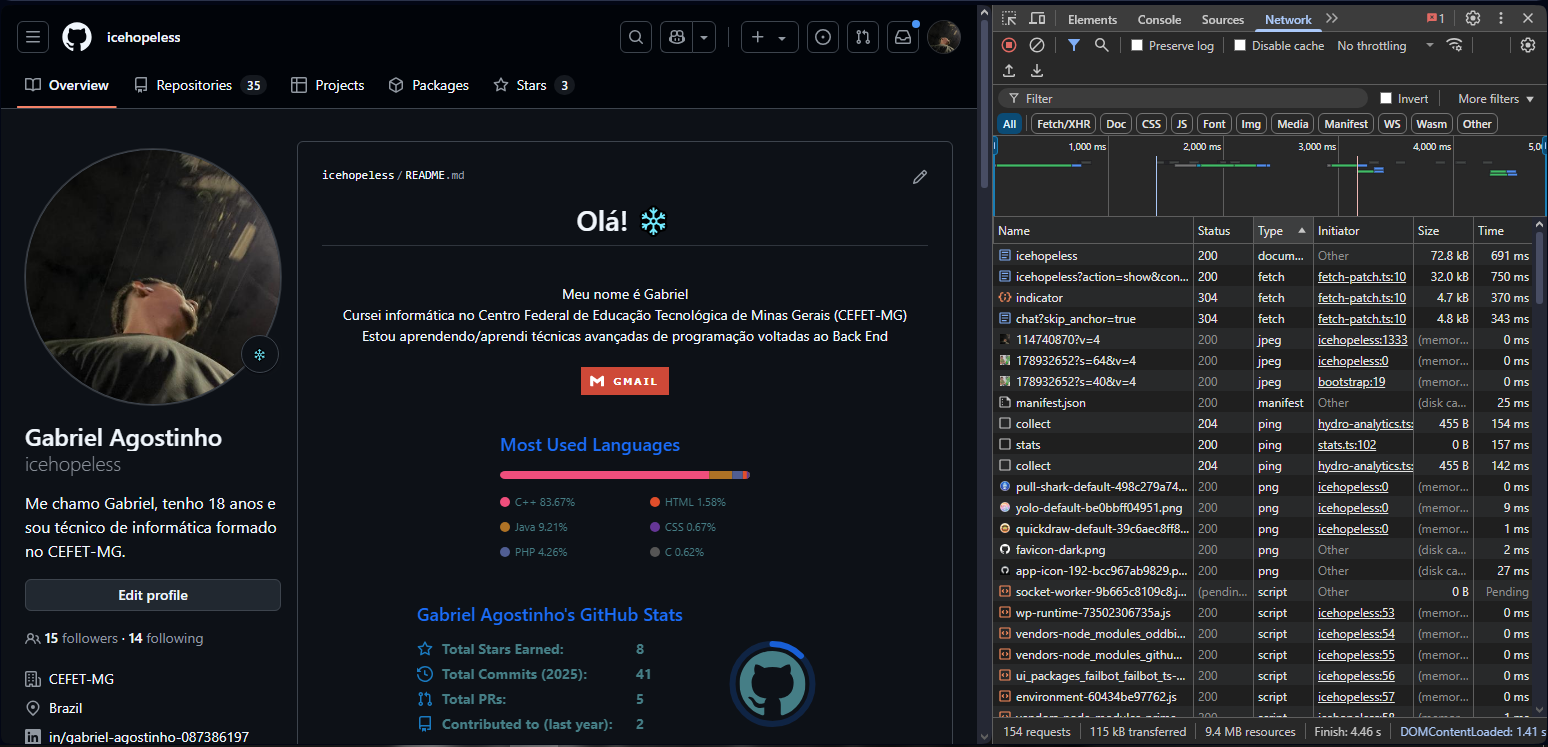 icehopeless
Overview
Repositories 35
Projects
Packages
Stars 3
icehopeless/README.md
Olá!
Meu nome é Gabriel
Cursei informática no Centro Federal de Educação Tecnológica de Minas Gerais (CEFET-MG)
Estou aprendendo/aprendi técnicas avançadas de programação voltadas ao Back End
GMAIL
Most Used Languages
C++ 83.67%
HTML 1.58%
Java 9.21%
CSS 0.67%
PHP 4.26%
C 0.62%
Gabriel Agostinho's GitHub Stats
Total Stars Earned: 8
Total Commits (2025): 41
Total PRs: 5
Contributed to (last year): 2
Gabriel Agostinho
icehopeless
Me chamo Gabriel, tenho 18 anos e
sou técnico de informática formado
no CEFET-MG.
Edit profile
15 followers · 14 following
CEFET-MG
Brazil
in/gabriel-agostinho-087386197
Elements Console Sources Network 1
Preserve log Disable cache No throttling
Filter Invert More filters
All Fetch/XHR Doc CSS JS Font Img Media Manifest WS Wasm Other
1,000 ms 2,000 ms 3,000 ms 4,000 ms 5,0
Name Status Type Initiator Size Time
icehopeless 200 docum... Other 72.8 kB 691 ms
icehopeless?action=show&con... 200 fetch fetch-patch.ts:10 32.0 kB 750 ms
indicator 304 fetch fetch-patch.ts:10 4.7 kB 370 ms
chat?skip_anchor=true 304 fetch fetch-patch.ts:10 4.8 kB 343 ms
114740870?v=4 200 jpeg icehopeless:1333 (memor... 0 ms
178932652?s=64&v=4 200 jpeg icehopeless:0 (memor... 0 ms
178932652?s=40&v=4 200 jpeg bootstrap:19 (memor... 0 ms
manifest.json 200 manifest Other (disk ca... 25 ms
collect 204 ping hydro-analytics.ts: 455 B 154 ms
stats 200 ping stats.ts:102 0 B 157 ms
collect 204 ping hydro-analytics.ts: 455 B 142 ms
pull-shark-default-498c279a74... 200 png icehopeless:0 (memor... 0 ms
yolo-default-be0bbff04951.png 200 png icehopeless:0 (memor... 9 ms
quickdraw-default-39c6aec8ff8... 200 png icehopeless:0 (memor... 1 ms
favicon-dark.png 200 png Other (disk ca... 2 ms
app-icon-192-bcc967ab9829.p... 200 png Other (disk ca... 27 ms
socket-worker-9b665c8109c8.j... (pendin... script Other 0 B Pending
wp-runtime-73502306735a.js 200 script icehopeless:53 (memor... 0 ms
vendors-node_modules_oddbi... 200 script icehopeless:54 (memor... 0 ms
vendors-node_modules_githu... 200 script icehopeless:55 (memor... 0 ms
ui_packages_failbot_failbot_ts-... 200 script icehopeless:56 (memor... 0 ms
environment-60434be97762.js 200 script icehopeless:57 (memor... 0 ms
154 requests 115 kB transferred 9.4 MB resources Finish: 4.46 s DOMContentLoaded: 1.41 s